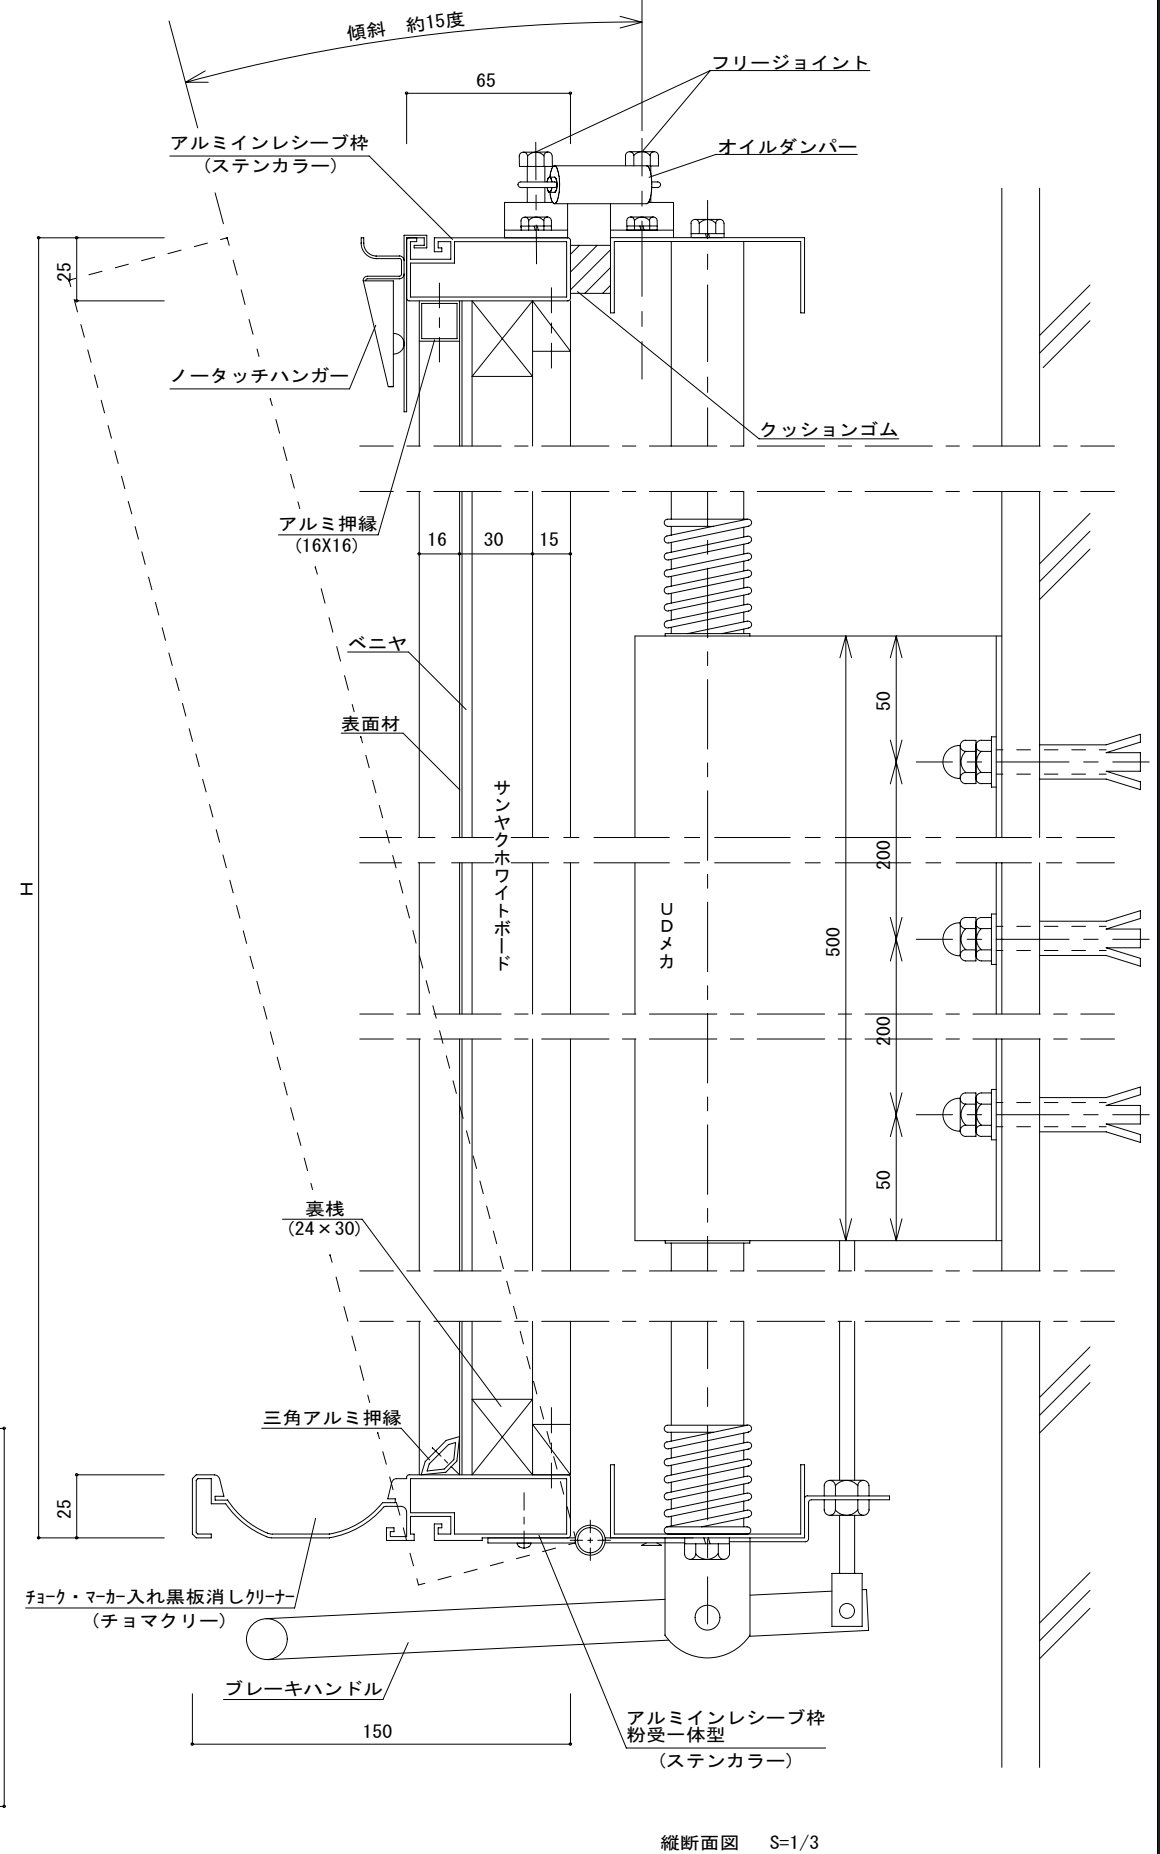 傾斜 約15度
65
フリージョイント
オイルダンパー
アルミインレシーブ枠
(ステンカラー)
25
ノータッチハンガー
クッションゴム
アルミ押縁
(16X16)
16
30
15
ベニヤ
表面材
サンヤクホワイトボード
UDメカ
50
200
500
200
50
H
裏桟
(24×30)
三角アルミ押縁
25
チョーク・マーカー入れ黒板消しクリーナー
(チョマクリー)
ブレーキハンドル
150
アルミインレシーブ枠
粉受一体型
(ステンカラー)
縦断面図 S=1/3